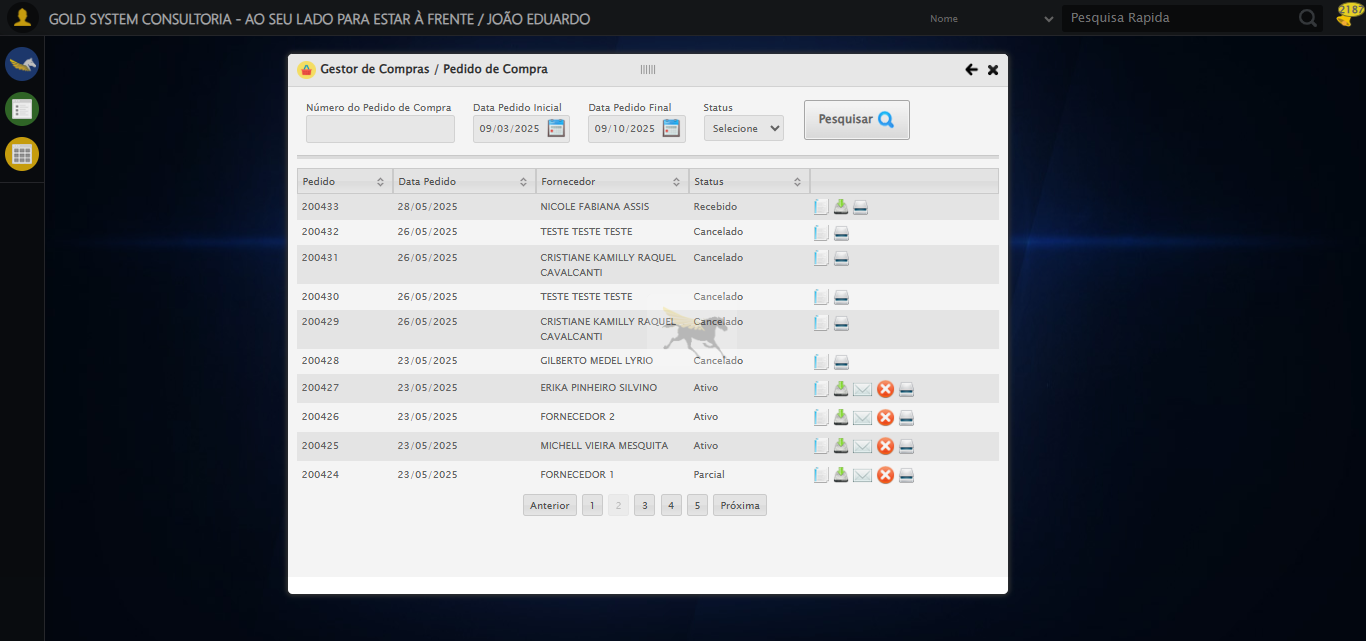 GOLD SYSTEM CONSULTORIA - AO SEU LADO PARA ESTAR À FRENTE / JOÃO EDUARDO
Nome
Pesquisa Rapida
2187
Gestor de Compras / Pedido de Compra
Número do Pedido de Compra Data Pedido Inicial Data Pedido Final Status
09/03/2025 09/10/2025 Selecione Pesquisar
Pedido Data Pedido Fornecedor Status
200433 28/05/2025 NICOLE FABIANA ASSIS Recebido
200432 26/05/2025 TESTE TESTE TESTE Cancelado
200431 26/05/2025 CRISTIANE KAMILLY RAQUEL Cancelado
CAVALCANTI
200430 26/05/2025 TESTE TESTE TESTE Cancelado
200429 26/05/2025 CRISTIANE KAMILLY RAQUEL Cancelado
CAVALCANTI
200428 23/05/2025 GILBERTO MEDEL LYRIO Cancelado
200427 23/05/2025 ERIKA PINHEIRO SILVINO Ativo
200426 23/05/2025 FORNECEDOR 2 Ativo
200425 23/05/2025 MICHELL VIEIRA MESQUITA Ativo
200424 23/05/2025 FORNECEDOR 1 Parcial
Anterior 1 2 3 4 5 Próxima